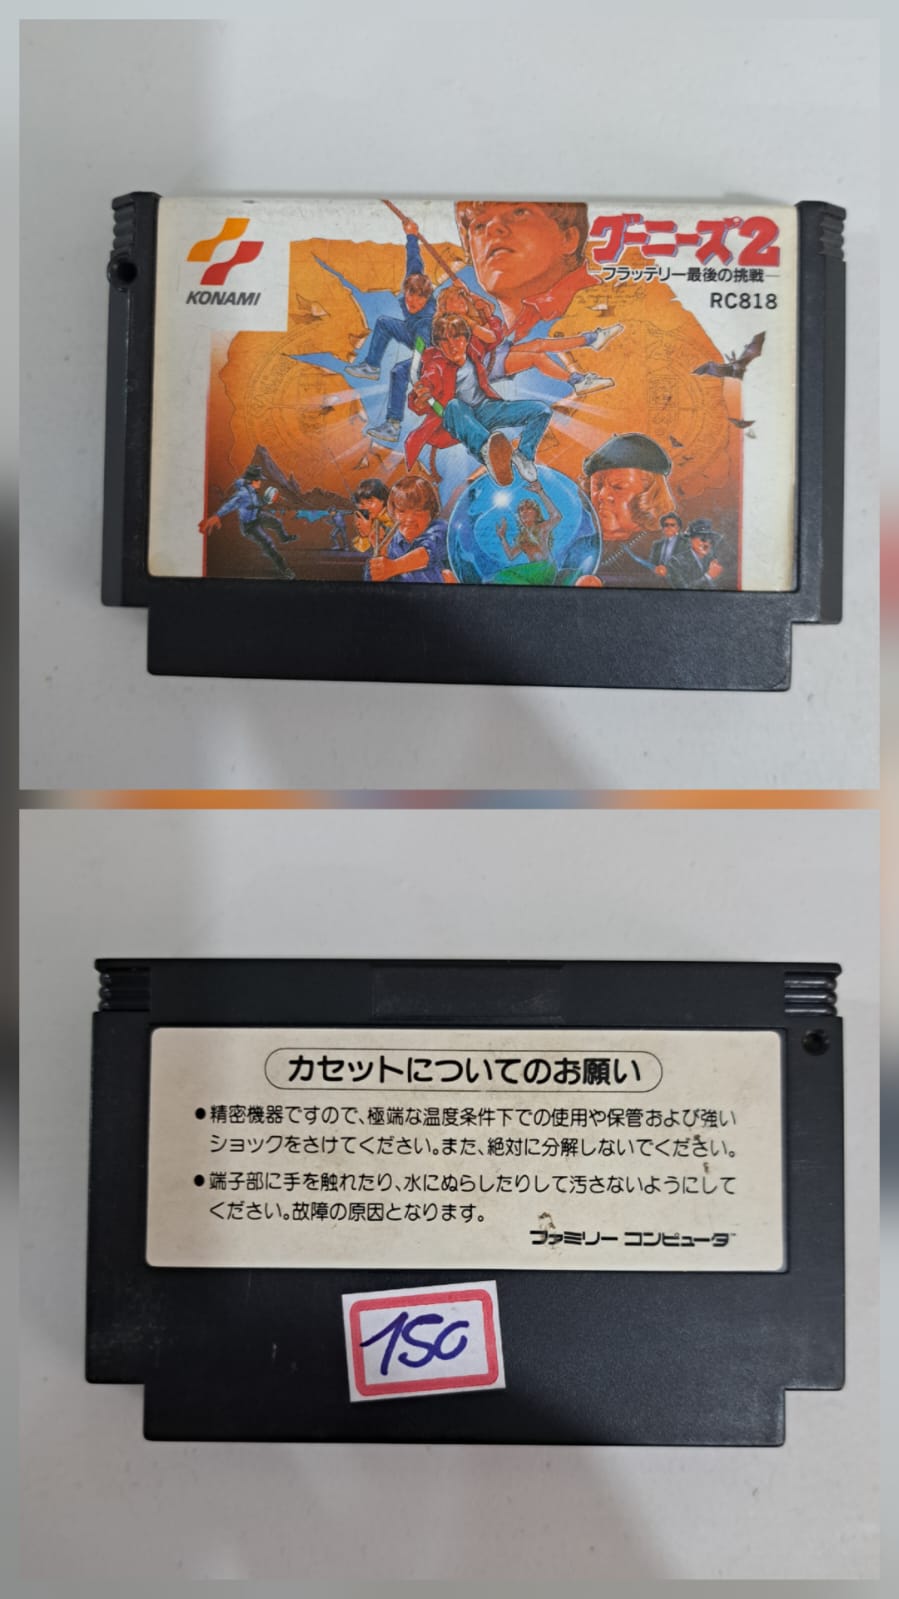 KONAMI
グーニーズ2
—フラッテリー最後の挑戦—
RC818
カセットについてのお願い
●精密機器ですので、極端な温度条件下での使用や保管および強い
ショックをさけてください。また、絶対に分解しないでください。
●端子部に手を触れたり、水にぬらしたりして汚さないようにして
ください。故障の原因となります。
ファミリー コンピュータ™
150